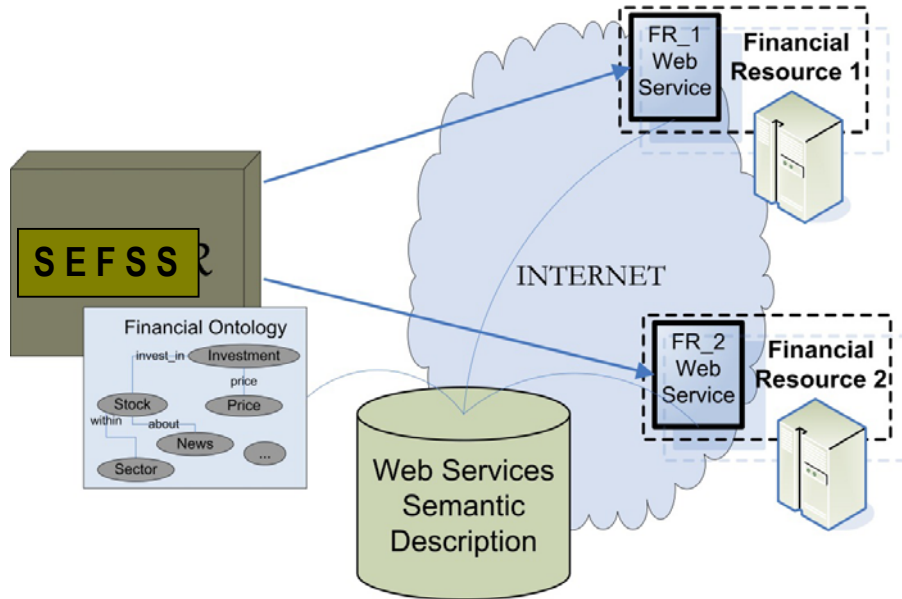 FR_1
Web
Service
Financial
Resource 1
S E F S S R
INTERNET
Financial Ontology
invest_in
Investment
price
Stock
Price
within
about
News
Sector
...
FR_2
Web
Service
Financial
Resource 2
Web Services
Semantic
Description